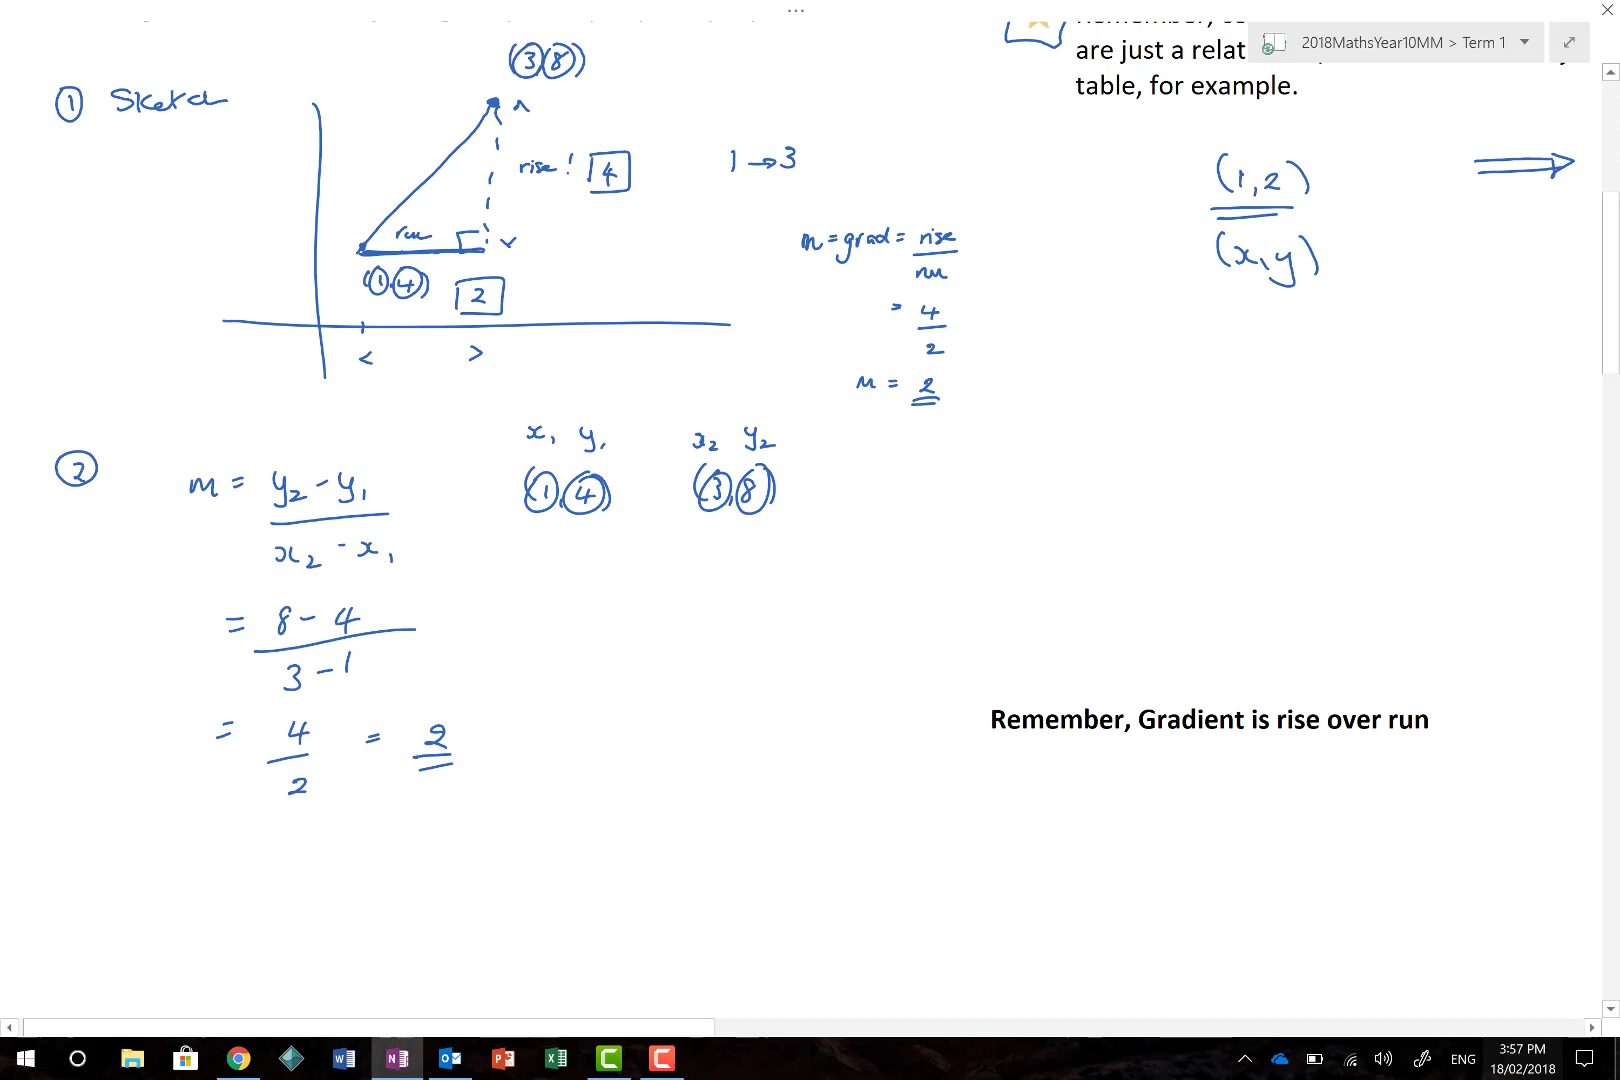 Remember,
2018MathsYear10MM > Term 1
are just a relat
table, for example.
(3,8)
① Sketch
rise! 4
1 → 3
(1,2)
(x,y)
run
(1,4)
2
m = grad = rise
run
= 4
2
m = 2
②
x₁ y₁ x₂ y₂
(1,4) (3,8)
m = y₂ - y₁
x₂ - x₁
= 8 - 4
3 - 1
= 4 = 2
2
Remember, Gradient is rise over run
ENG
3:57 PM
18/02/2018